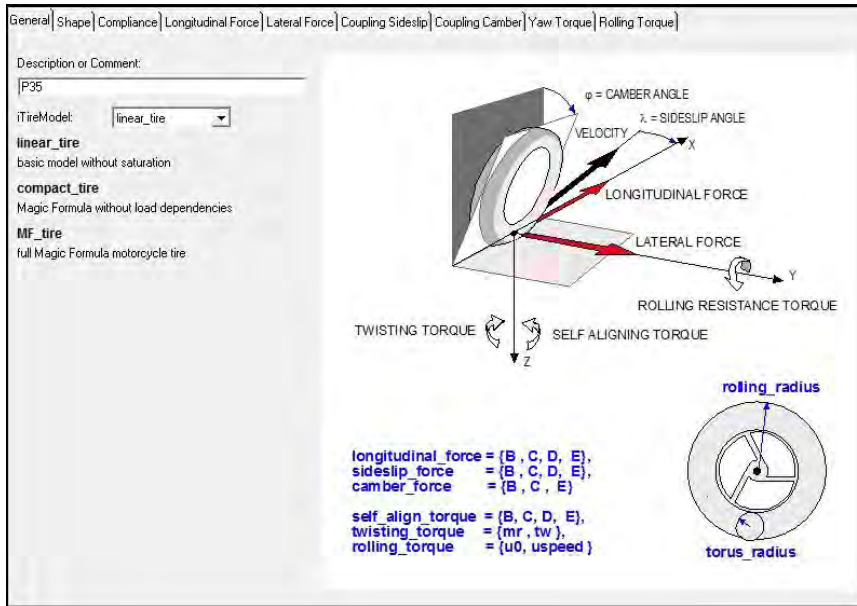 General Shape Compliance Longitudinal Force Lateral Force Coupling Sideslip Coupling Camber Yaw Torque Rolling Torque
Description or Comment:
P35
iTireModel: linear_tire
linear_tire
basic model without saturation
compact_tire
Magic Formula without load dependencies
MF_tire
full Magic Formula motorcycle tire
φ = CAMBER ANGLE
λ = SIDESLIP ANGLE
VELOCITY
X
LONGITUDINAL FORCE
LATERAL FORCE
Y
ROLLING RESISTANCE TORQUE
TWISTING TORQUE
SELF ALIGNING TORQUE
Z
rolling_radius
longitudinal_force = {B , C, D, E},
sideslip_force = {B , C, D, E},
camber_force = {B , C , E}
self_align_torque = {B, C, D, E},
twisting_torque = {mr , tw },
rolling_torque = {u0, uspeed }
torus_radius